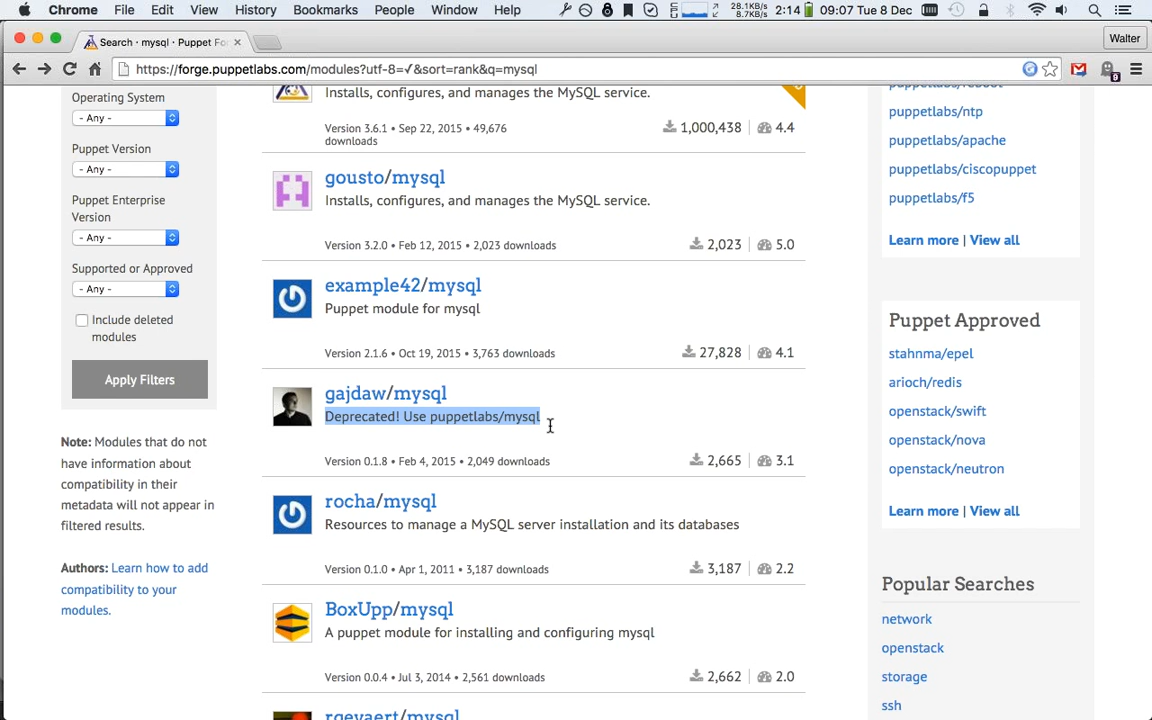 Chrome File Edit View History Bookmarks People Window Help 28.1KB/s 8.7KB/s 2:14 09:07 Tue 8 Dec
Search · mysql · Puppet Fo
Walter
https://forge.puppetlabs.com/modules?utf-8=✓&sort=rank&q=mysql
9
Operating System
- Any -
Puppet Version
- Any -
Puppet Enterprise
Version
- Any -
Supported or Approved
- Any -
Include deleted
modules
Apply Filters
Note: Modules that do not
have information about
compatibility in their
metadata will not appear in
filtered results.
Authors: Learn how to add
compatibility to your
modules.
Installs, configures, and manages the MySQL service.
Version 3.6.1 • Sep 22, 2015 • 49,676
downloads
1,000,438 4.4
gousto/mysql
Installs, configures, and manages the MySQL service.
Version 3.2.0 • Feb 12, 2015 • 2,023 downloads
2,023 5.0
example42/mysql
Puppet module for mysql
Version 2.1.6 • Oct 19, 2015 • 3,763 downloads
27,828 4.1
gajdaw/mysql
Deprecated! Use puppetlabs/mysql
Version 0.1.8 • Feb 4, 2015 • 2,049 downloads
2,665 3.1
rocha/mysql
Resources to manage a MySQL server installation and its databases
Version 0.1.0 • Apr 1, 2011 • 3,187 downloads
3,187 2.2
BoxUpp/mysql
A puppet module for installing and configuring mysql
Version 0.0.4 • Jul 3, 2014 • 2,561 downloads
2,662 2.0
rgevaert/mysql
puppetlabs/reboot
puppetlabs/ntp
puppetlabs/apache
puppetlabs/ciscopuppet
puppetlabs/f5
Learn more | View all
Puppet Approved
stahnma/epel
arioch/redis
openstack/swift
openstack/nova
openstack/neutron
Learn more | View all
Popular Searches
network
openstack
storage
ssh